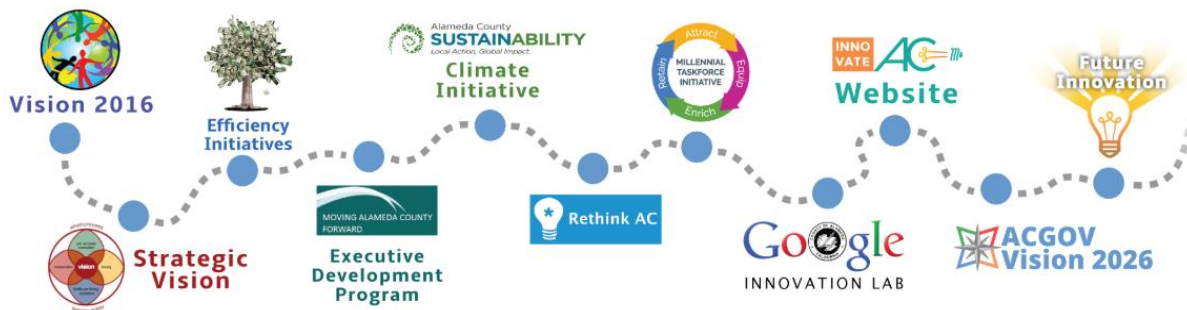 Vision 2016
vision
Strategic
Vision
Efficiency
Initiatives
MOVING ALAMEDA COUNTY
FORWARD
Executive
Development
Program
Alameda County
SUSTAINABILITY
Local Action, Global Impact.
Climate
Initiative
Rethink AC
Attract
Equip
Enrich
Retain
MILLENNIAL
TASKFORCE
INITIATIVE
Google
INNOVATION LAB
INNO
VATE
AC
Website
ACGOV
Vision 2026
Future
Innovation